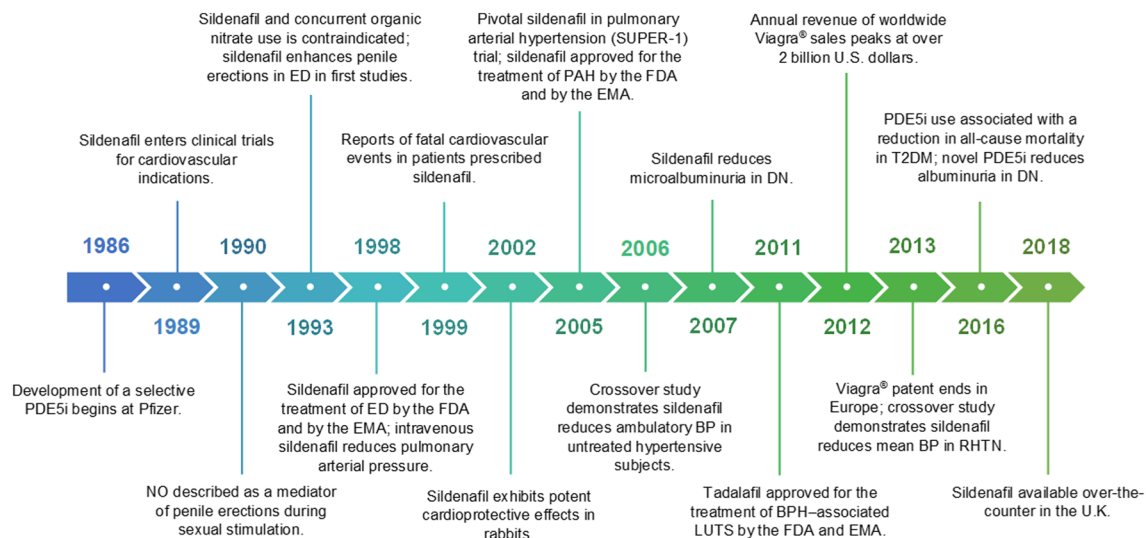 Sildenafil and concurrent organic
nitrate use is contraindicated;
sildenafil enhances penile
erections in ED in first studies.
Pivotal sildenafil in pulmonary
arterial hypertension (SUPER-1)
trial; sildenafil approved for the
treatment of PAH by the FDA
and by the EMA.
Annual revenue of worldwide
Viagra® sales peaks at over
2 billion U.S. dollars.
Sildenafil enters clinical trials
for cardiovascular
indications.
Reports of fatal cardiovascular
events in patients prescribed
sildenafil.
Sildenafil reduces
microalbuminuria in DN.
PDE5i use associated with a
reduction in all-cause mortality
in T2DM; novel PDE5i reduces
albuminuria in DN.
1986
1990
1998
2002
2006
2011
2013
2018
1989
1993
1999
2005
2007
2012
2016
Development of a selective
PDE5i begins at Pfizer.
Sildenafil approved for the
treatment of ED by the FDA
and by the EMA; intravenous
sildenafil reduces pulmonary
arterial pressure.
Crossover study
demonstrates sildenafil
reduces ambulatory BP in
untreated hypertensive
subjects.
Viagra® patent ends in
Europe; crossover study
demonstrates sildenafil
reduces mean BP in RHTN.
NO described as a mediator
of penile erections during
sexual stimulation.
Sildenafil exhibits potent
cardioprotective effects in
rabbits.
Tadalafil approved for the
treatment of BPH–associated
LUTS by the FDA and EMA.
Sildenafil available over-the-
counter in the U.K.